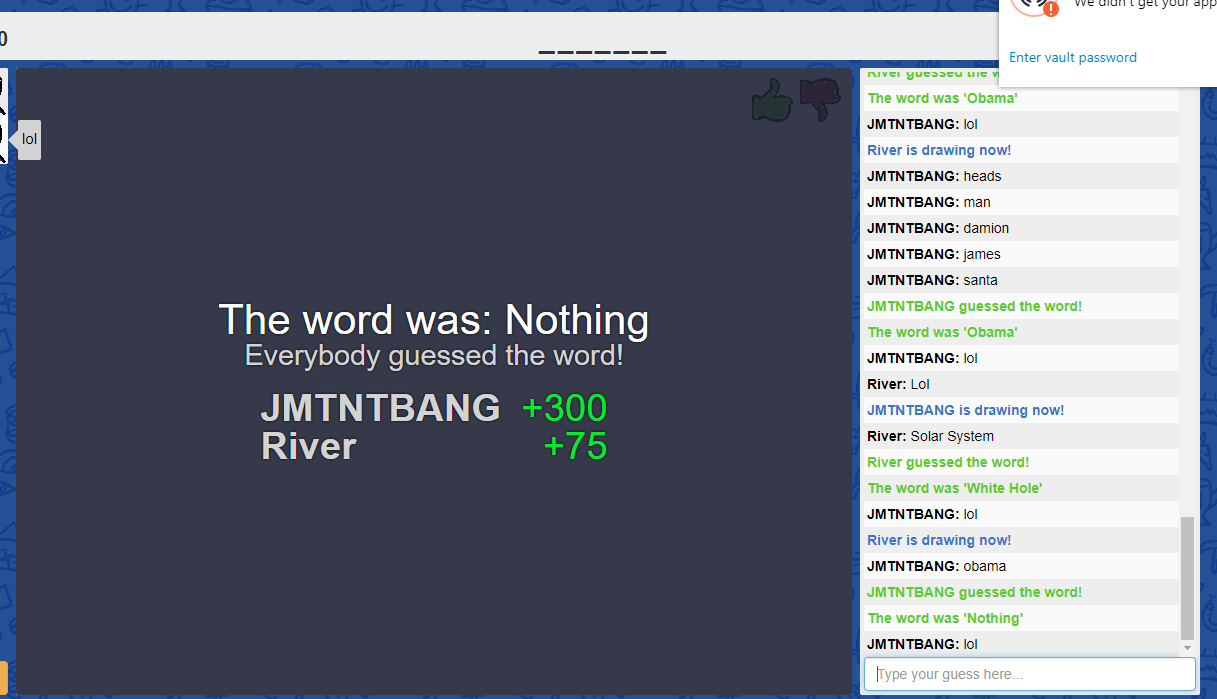 We didn't get your app
0
_______
Enter vault password
River guessed the w
The word was 'Obama'
JMTNTBANG: lol
River is drawing now!
JMTNTBANG: heads
JMTNTBANG: man
JMTNTBANG: damion
JMTNTBANG: james
JMTNTBANG: santa
JMTNTBANG guessed the word!
The word was 'Obama'
JMTNTBANG: lol
River: Lol
JMTNTBANG is drawing now!
River: Solar System
River guessed the word!
The word was 'White Hole'
JMTNTBANG: lol
River is drawing now!
JMTNTBANG: obama
JMTNTBANG guessed the word!
The word was 'Nothing'
JMTNTBANG: lol
Type your guess here...
lol
The word was: Nothing
Everybody guessed the word!
JMTNTBANG +300
River +75